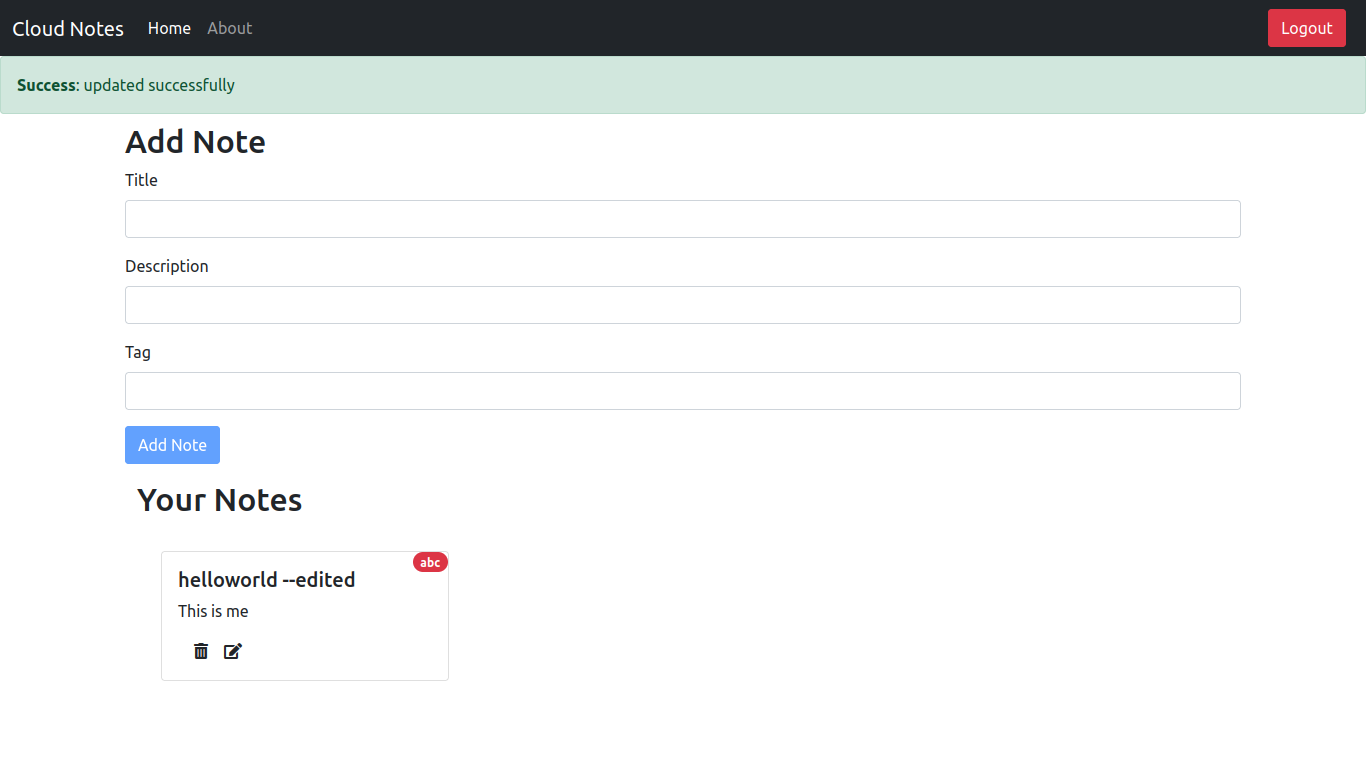 Cloud Notes Home About Logout
Success: updated successfully
Add Note
Title
Description
Tag
Add Note
Your Notes
abc
helloworld --edited
This is me